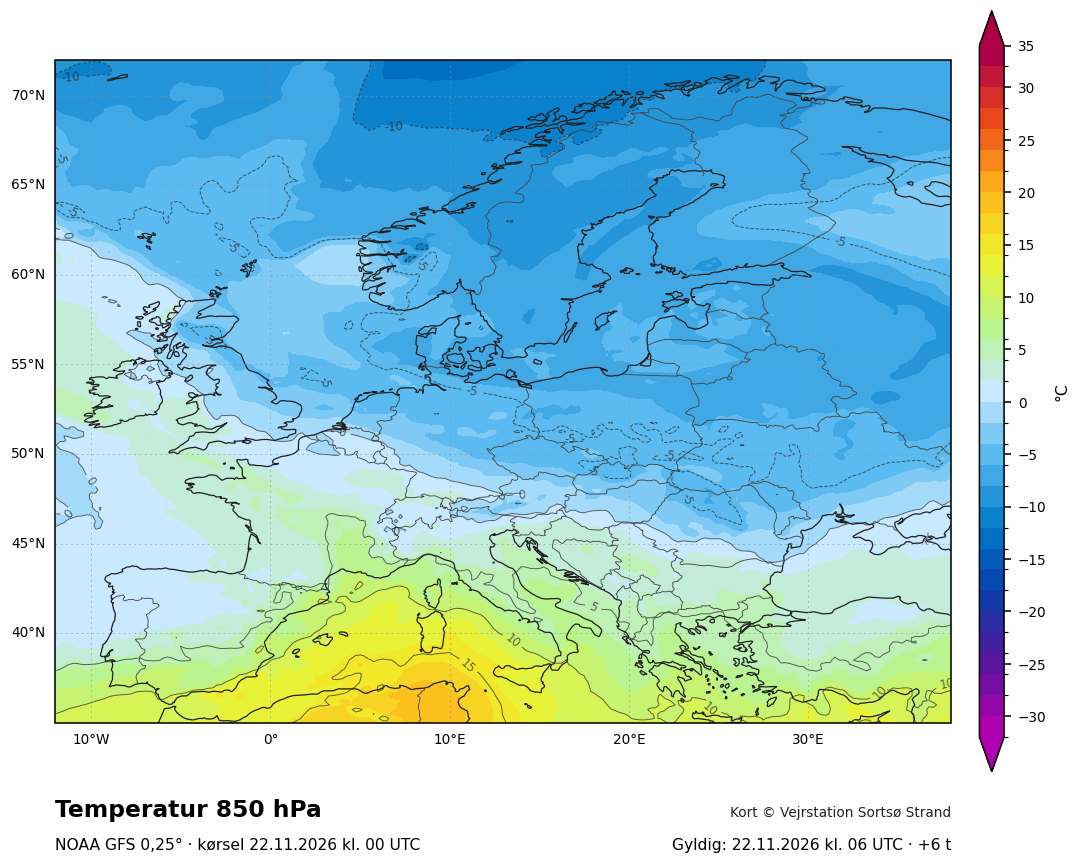 35
30
25
20
15
10
5
0
−5
−10
−15
−20
−25
−30
°C
70°N
65°N
60°N
55°N
50°N
45°N
40°N
10°W
0°
10°E
20°E
30°E
Temperatur 850 hPa
Kort © Vejrstation Sortsø Strand
NOAA GFS 0,25° · kørsel 22.11.2026 kl. 00 UTC
Gyldig: 22.11.2026 kl. 06 UTC · +6 t